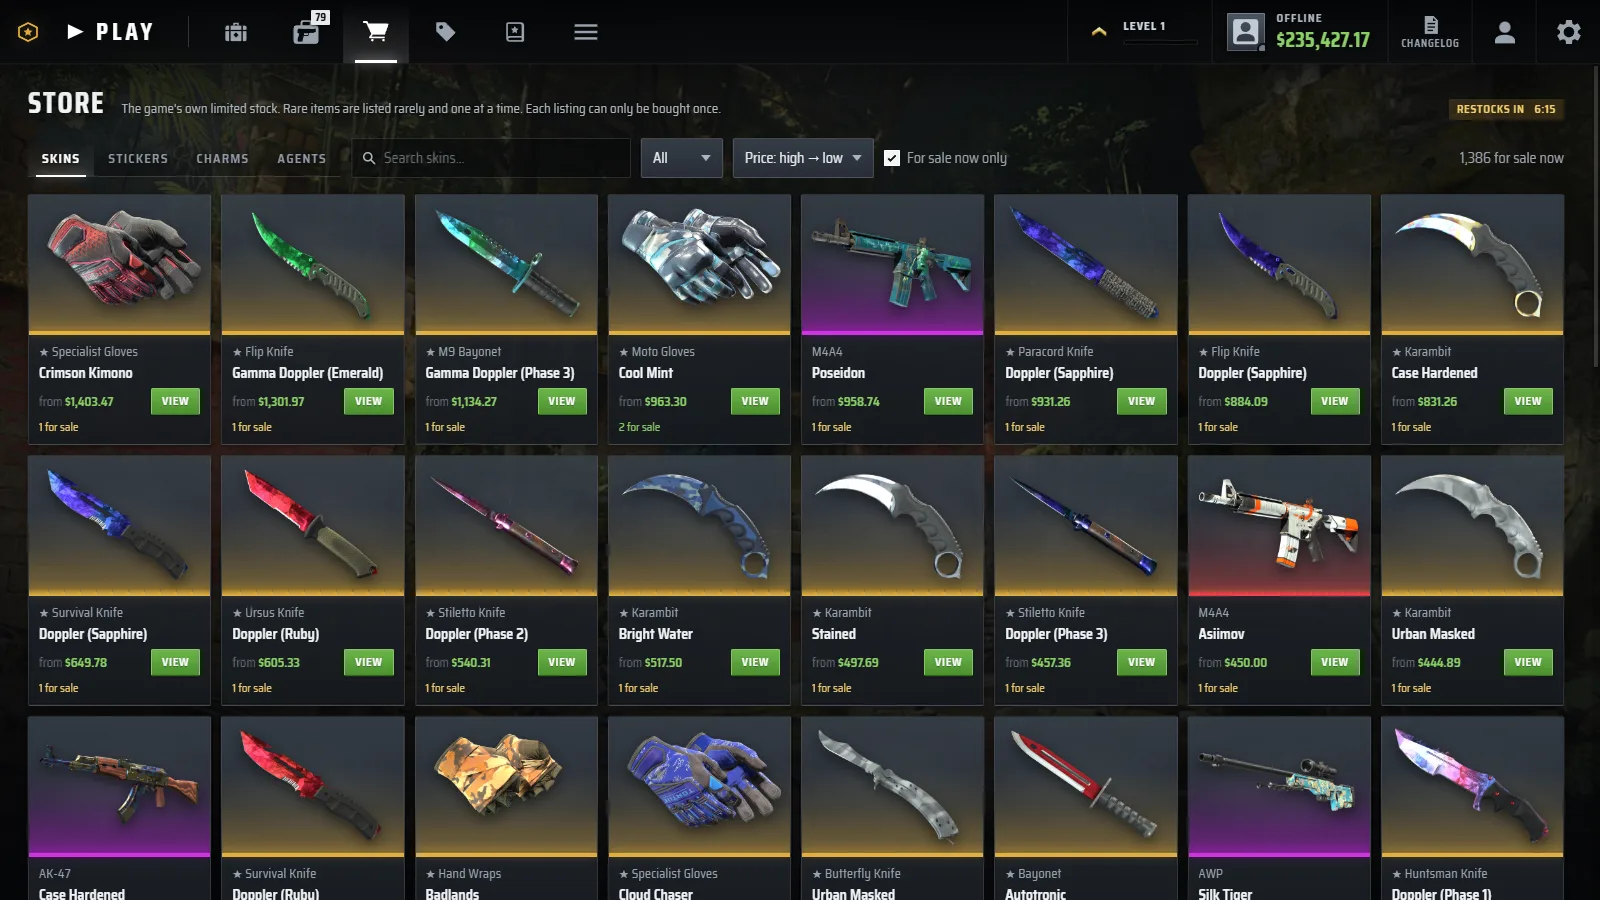 PLAY
79
LEVEL 1
OFFLINE
$235,427.17
CHANGELOG
STORE
The game's own limited stock. Rare items are listed rarely and one at a time. Each listing can only be bought once.
RESTOCKS IN 6:15
SKINS
STICKERS
CHARMS
AGENTS
Search skins...
All
Price: high → low
For sale now only
1,386 for sale now
★ Specialist Gloves
Crimson Kimono
from $1,403.47
VIEW
1 for sale
★ Flip Knife
Gamma Doppler (Emerald)
from $1,301.97
VIEW
1 for sale
★ M9 Bayonet
Gamma Doppler (Phase 3)
from $1,134.27
VIEW
1 for sale
★ Moto Gloves
Cool Mint
from $963.30
VIEW
2 for sale
M4A4
Poseidon
from $958.74
VIEW
1 for sale
★ Paracord Knife
Doppler (Sapphire)
from $931.26
VIEW
1 for sale
★ Flip Knife
Doppler (Sapphire)
from $884.09
VIEW
1 for sale
★ Karambit
Case Hardened
from $831.26
VIEW
1 for sale
★ Survival Knife
Doppler (Sapphire)
from $649.78
VIEW
1 for sale
★ Ursus Knife
Doppler (Ruby)
from $605.33
VIEW
1 for sale
★ Stiletto Knife
Doppler (Phase 2)
from $540.31
VIEW
1 for sale
★ Karambit
Bright Water
from $517.50
VIEW
1 for sale
★ Karambit
Stained
from $497.69
VIEW
1 for sale
★ Stiletto Knife
Doppler (Phase 3)
from $457.36
VIEW
1 for sale
M4A4
Asiimov
from $450.00
VIEW
1 for sale
★ Karambit
Urban Masked
from $444.89
VIEW
1 for sale
AK-47
Case Hardened
★ Survival Knife
Doppler (Ruby)
★ Hand Wraps
Badlands
★ Specialist Gloves
Cloud Chaser
★ Butterfly Knife
Urban Masked
★ Bayonet
Autotronic
AWP
Silk Tiger
★ Huntsman Knife
Doppler (Phase 1)